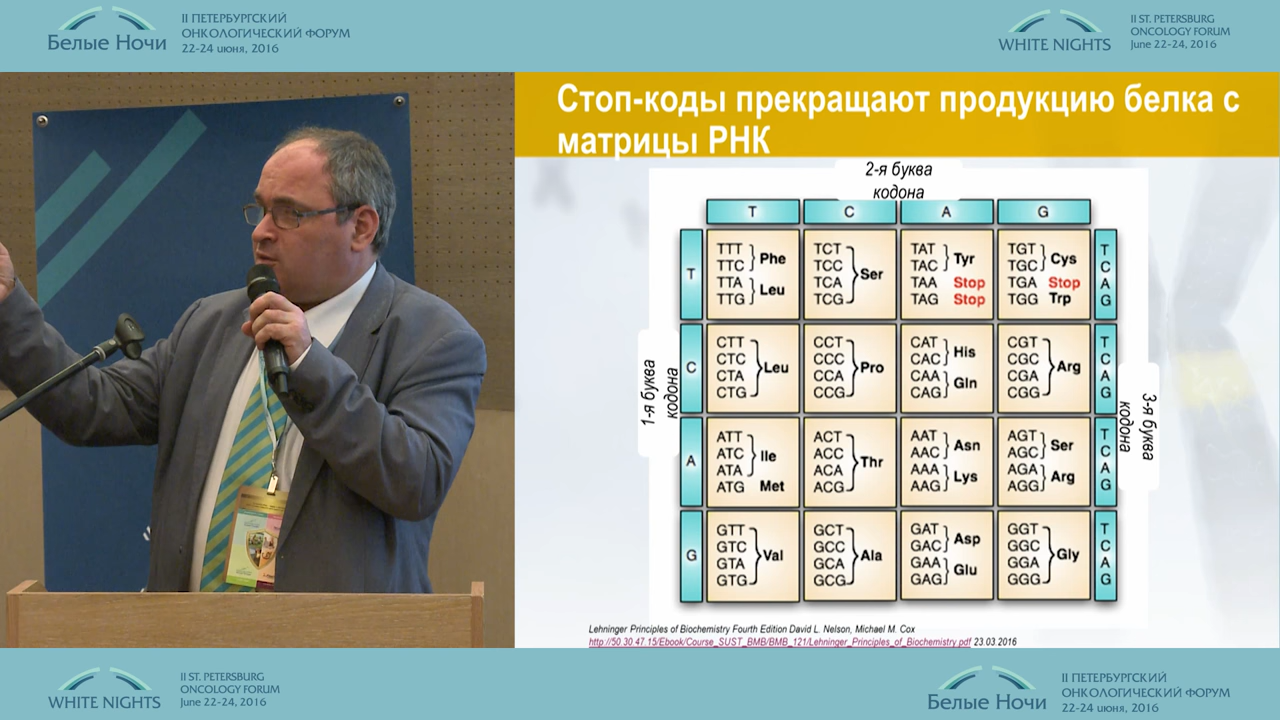 II ПЕТЕРБУРГСКИЙ
ОНКОЛОГИЧЕСКИЙ ФОРУМ
Белые Ночи
22-24 июня, 2016
II ST. PETERSBURG
ONCOLOGY FORUM
WHITE NIGHTS
June 22-24, 2016
Стоп-коды прекращают продукцию белка с
матрицы РНК
2-я буква
кодона
T C A G
1-я буква
кодона
T
TTT
TTC
Phe
TTA
TTG
Leu
TCT
TCC
TCA
TCG
Ser
TAT
TAC
Tyr
TAA Stop
TAG Stop
TGT
TGC
Cys
TGA Stop
TGG Trp
T
C
A
G
C
CTT
CTC
CTA
CTG
Leu
CCT
CCC
CCA
CCG
Pro
CAT
CAC
His
CAA
CAG
Gln
CGT
CGC
CGA
CGG
Arg
T
C
A
G
A
ATT
ATC
ATA
Ile
ATG Met
ACT
ACC
ACA
ACG
Thr
AAT
AAC
Asn
AAA
AAG
Lys
AGT
AGC
Ser
AGA
AGG
Arg
T
C
A
G
G
GTT
GTC
GTA
GTG
Val
GCT
GCC
GCA
GCG
Ala
GAT
GAC
Asp
GAA
GAG
Glu
GGT
GGC
GGA
GGG
Gly
T
C
A
G
3-я буква
кодона
Lehninger Principles of Biochemistry Fourth Edition David L. Nelson, Michael M. Cox
http://50.30.47.15/Ebook/Course_SUST_BMB/BMB_121/Lehninger_Principles_of_Biochemistry.pdf 23.03.2016
II ST. PETERSBURG
ONCOLOGY FORUM
WHITE NIGHTS
June 22-24, 2016
II ПЕТЕРБУРГСКИЙ
ОНКОЛОГИЧЕСКИЙ ФОРУМ
Белые Ночи
22-24 июня, 2016